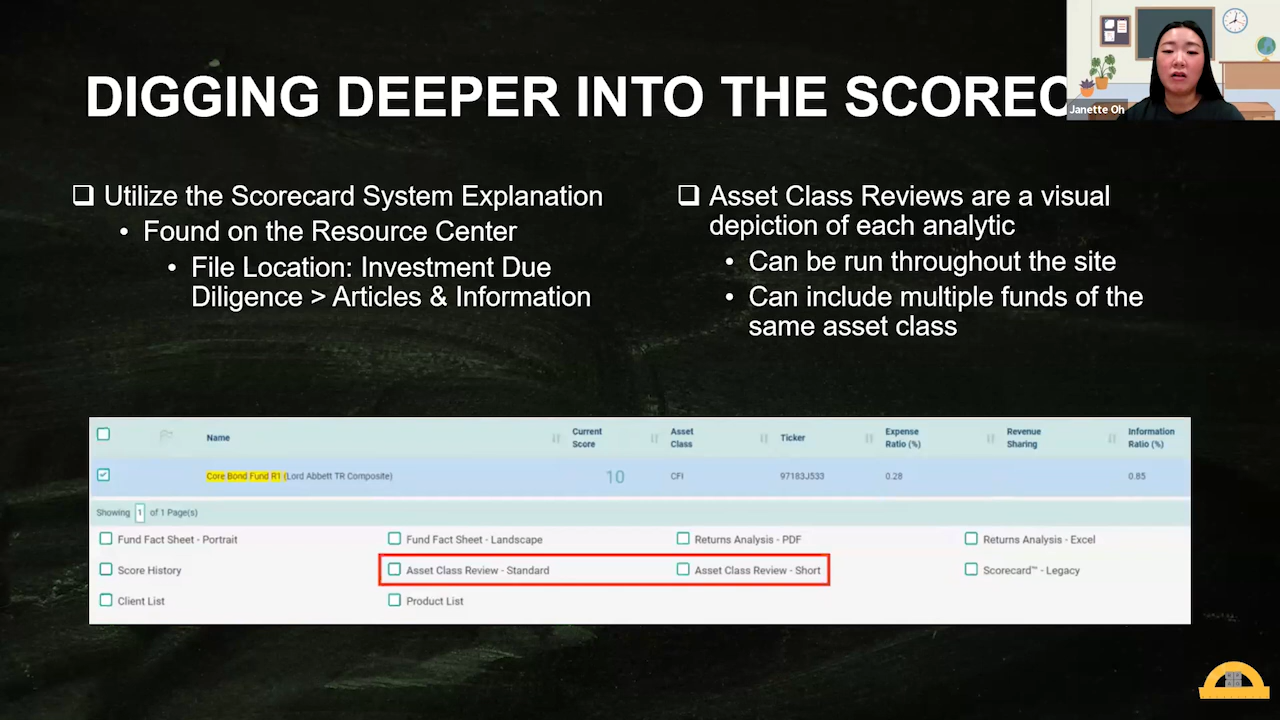 DIGGING DEEPER INTO THE SCOREC
Janette Oh
Utilize the Scorecard System Explanation
Found on the Resource Center
File Location: Investment Due
Diligence > Articles & Information
Asset Class Reviews are a visual
depiction of each analytic
Can be run throughout the site
Can include multiple funds of the
same asset class
Name Current Score Asset Class Ticker Expense Ratio (%) Revenue Sharing Information Ratio (%)
Core Bond Fund R1 (Lord Abbett TR Composite) 10 CFI 97183J533 0.28 0.85
Showing 1 of 1 Page(s)
Fund Fact Sheet - Portrait Fund Fact Sheet - Landscape Returns Analysis - PDF Returns Analysis - Excel
Score History Asset Class Review - Standard Asset Class Review - Short Scorecard™ - Legacy
Client List Product List